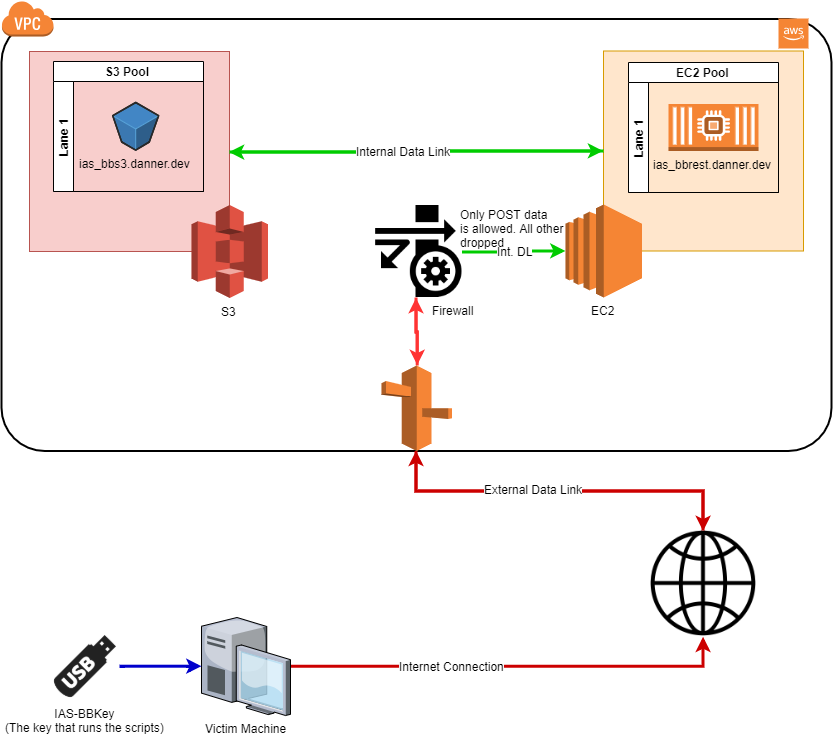 VPC
aws
S3 Pool
Lane 1
ias_bbs3.danner.dev
EC2 Pool
Lane 1
ias_bbrest.danner.dev
Internal Data Link
Only POST data
is allowed. All other
dropped
Int. DL
S3
Firewall
EC2
External Data Link
USB
Internet Connection
IAS-BBKey
(The key that runs the scripts)
Victim Machine